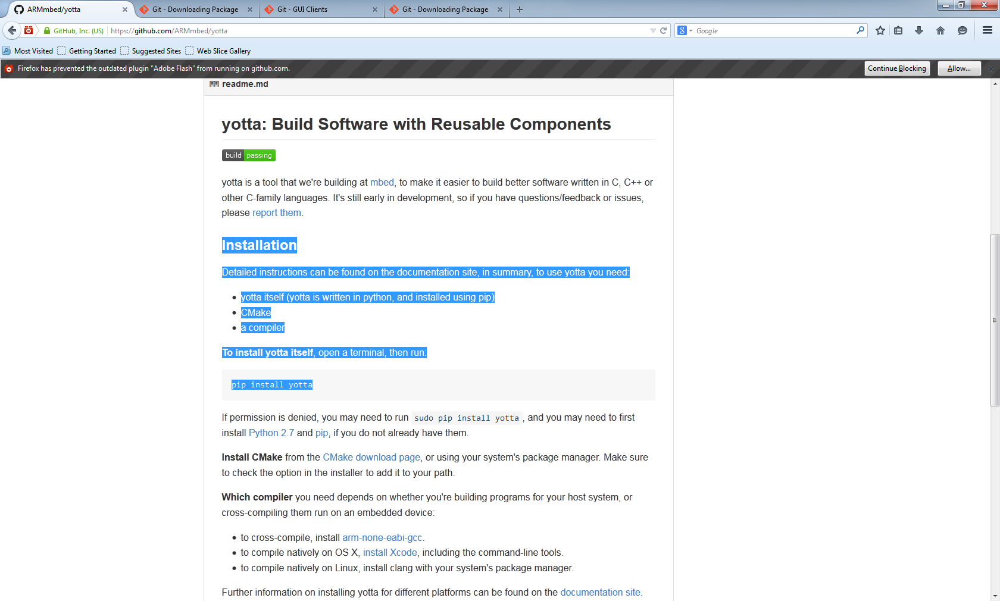 ARMmbed/yotta
Git - Downloading Package
Git - GUI Clients
Git - Downloading Package
GitHub, Inc. (US)
https://github.com/ARMmbed/yotta
Google
Most Visited
Getting Started
Suggested Sites
Web Slice Gallery
Firefox has prevented the outdated plugin "Adobe Flash" from running on github.com.
Continue Blocking
Allow...
readme.md
yotta: Build Software with Reusable Components
build passing
yotta is a tool that we're building at mbed, to make it easier to build better software written in C, C++ or
other C-family languages. It's still early in development, so if you have questions/feedback or issues,
please report them.
Installation
Detailed instructions can be found on the documentation site, in summary, to use yotta you need:
• yotta itself (yotta is written in python, and installed using pip)
• CMake
• a compiler
To install yotta itself, open a terminal, then run:
pip install yotta
If permission is denied, you may need to run sudo pip install yotta , and you may need to first
install Python 2.7 and pip, if you do not already have them.
Install CMake from the CMake download page, or using your system's package manager. Make sure
to check the option in the installer to add it to your path.
Which compiler you need depends on whether you're building programs for your host system, or
cross-compiling them run on an embedded device:
• to cross-compile, install arm-none-eabi-gcc.
• to compile natively on OS X, install Xcode, including the command-line tools.
• to compile natively on Linux, install clang with your system's package manager.
Further information on installing yotta for different platforms can be found on the documentation site.